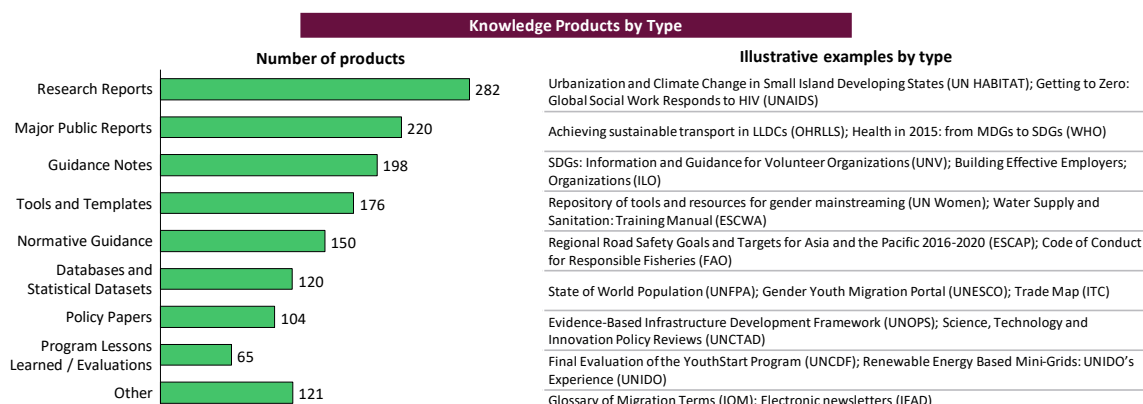 Knowledge Products by Type
Number of products
Illustrative examples by type
Research Reports
282
Urbanization and Climate Change in Small Island Developing States (UN HABITAT); Getting to Zero:
Global Social Work Responds to HIV (UNAIDS)
Major Public Reports
220
Achieving sustainable transport in LLDCs (OHRLLS); Health in 2015: from MDGs to SDGs (WHO)
Guidance Notes
198
SDGs: Information and Guidance for Volunteer Organizations (UNV); Building Effective Employers;
Organizations (ILO)
Tools and Templates
176
Repository of tools and resources for gender mainstreaming (UN Women); Water Supply and
Sanitation: Training Manual (ESCWA)
Normative Guidance
150
Regional Road Safety Goals and Targets for Asia and the Pacific 2016-2020 (ESCAP); Code of Conduct
for Responsible Fisheries (FAO)
Databases and
Statistical Datasets
120
State of World Population (UNFPA); Gender Youth Migration Portal (UNESCO); Trade Map (ITC)
Policy Papers
104
Evidence-Based Infrastructure Development Framework (UNOPS); Science, Technology and
Innovation Policy Reviews (UNCTAD)
Program Lessons
Learned / Evaluations
65
Final Evaluation of the YouthStart Program (UNCDF); Renewable Energy Based Mini-Grids: UNIDO's
Experience (UNIDO)
Other
121
Glossary of Migration Terms (IOM); Electronic newsletters (IFAD)